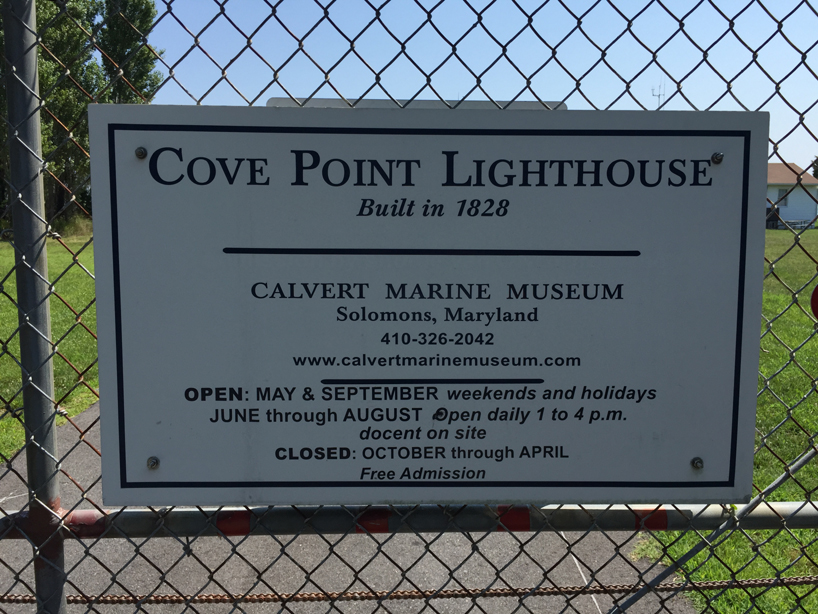 COVE POINT LIGHTHOUSE
Built in 1828
CALVERT MARINE MUSEUM
Solomons, Maryland
410-326-2042
www.calvertmarinemuseum.com
OPEN: MAY & SEPTEMBER weekends and holidays
JUNE through AUGUST Open daily 1 to 4 p.m.
docent on site
CLOSED: OCTOBER through APRIL
Free Admission